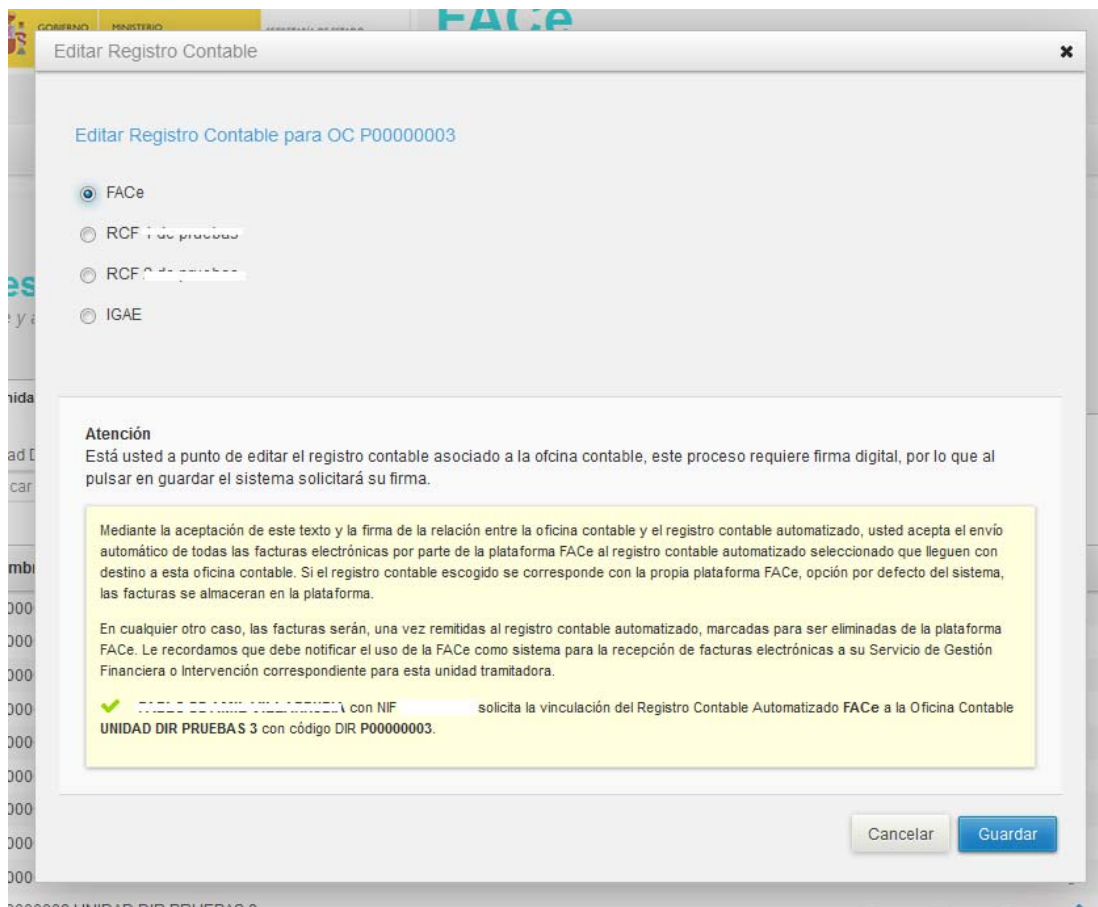 GOBIERNO MINISTERIO
FACe
Editar Registro Contable
Editar Registro Contable para OC P00000003
FACe
RCF
RCF
IGAE
Atención
Está usted a punto de editar el registro contable asociado a la ofcina contable, este proceso requiere firma digital, por lo que al
pulsar en guardar el sistema solicitará su firma.
Mediante la aceptación de este texto y la firma de la relación entre la oficina contable y el registro contable automatizado, usted acepta el envío
automático de todas las facturas electrónicas por parte de la plataforma FACe al registro contable automatizado seleccionado que lleguen con
destino a esta oficina contable. Si el registro contable escogido se corresponde con la propia plataforma FACe, opción por defecto del sistema,
las facturas se almaceran en la plataforma.
En cualquier otro caso, las facturas serán, una vez remitidas al registro contable automatizado, marcadas para ser eliminadas de la plataforma
FACe. Le recordamos que debe notificar el uso de la FACe como sistema para la recepción de facturas electrónicas a su Servicio de Gestión
Financiera o Intervención correspondiente para esta unidad tramitadora.
con NIF solicita la vinculación del Registro Contable Automatizado FACe a la Oficina Contable
UNIDAD DIR PRUEBAS 3 con código DIR P00000003.
Cancelar Guardar